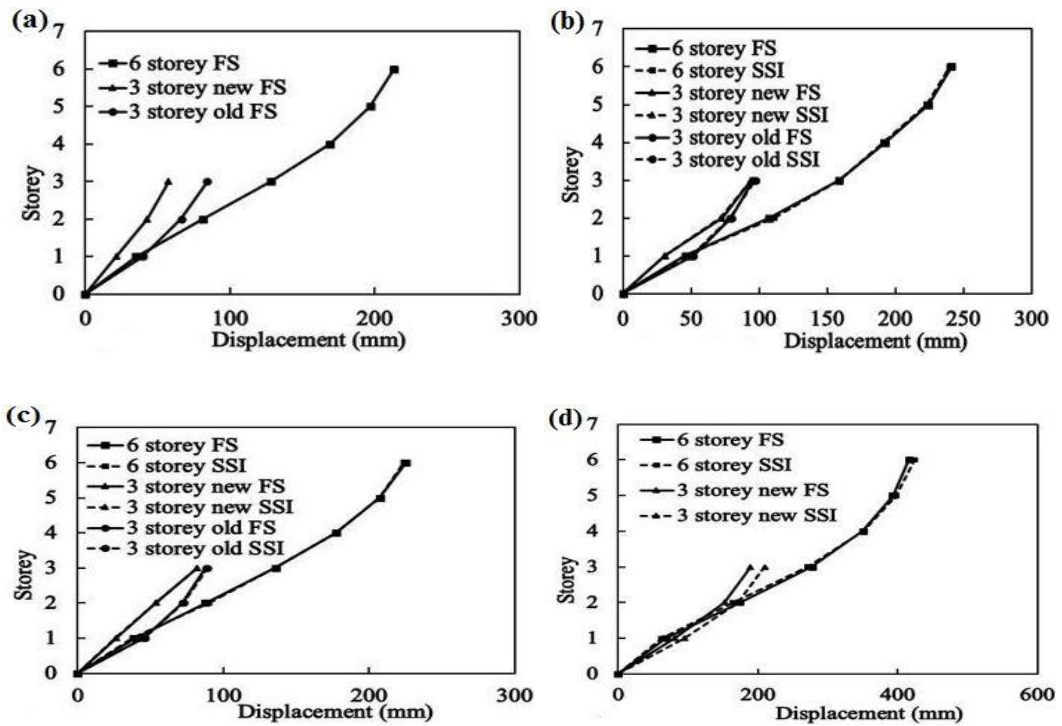 (a)
7
6
5
4
3
2
1
0
Storey
6 storey FS
3 storey new FS
3 storey old FS
0 100 200 300
Displacement (mm)
(b)
7
6
5
4
3
2
1
0
Storey
6 storey FS
6 storey SSI
3 storey new FS
3 storey new SSI
3 storey old FS
3 storey old SSI
0 50 100 150 200 250 300
Displacement (mm)
(c)
7
6
5
4
3
2
1
0
Storey
6 storey FS
6 storey SSI
3 storey new FS
3 storey new SSI
3 storey old FS
3 storey old SSI
0 100 200 300
Displacement (mm)
(d)
7
6
5
4
3
2
1
0
Storey
6 storey FS
6 storey SSI
3 storey new FS
3 storey new SSI
0 200 400 600
Displacement (mm)